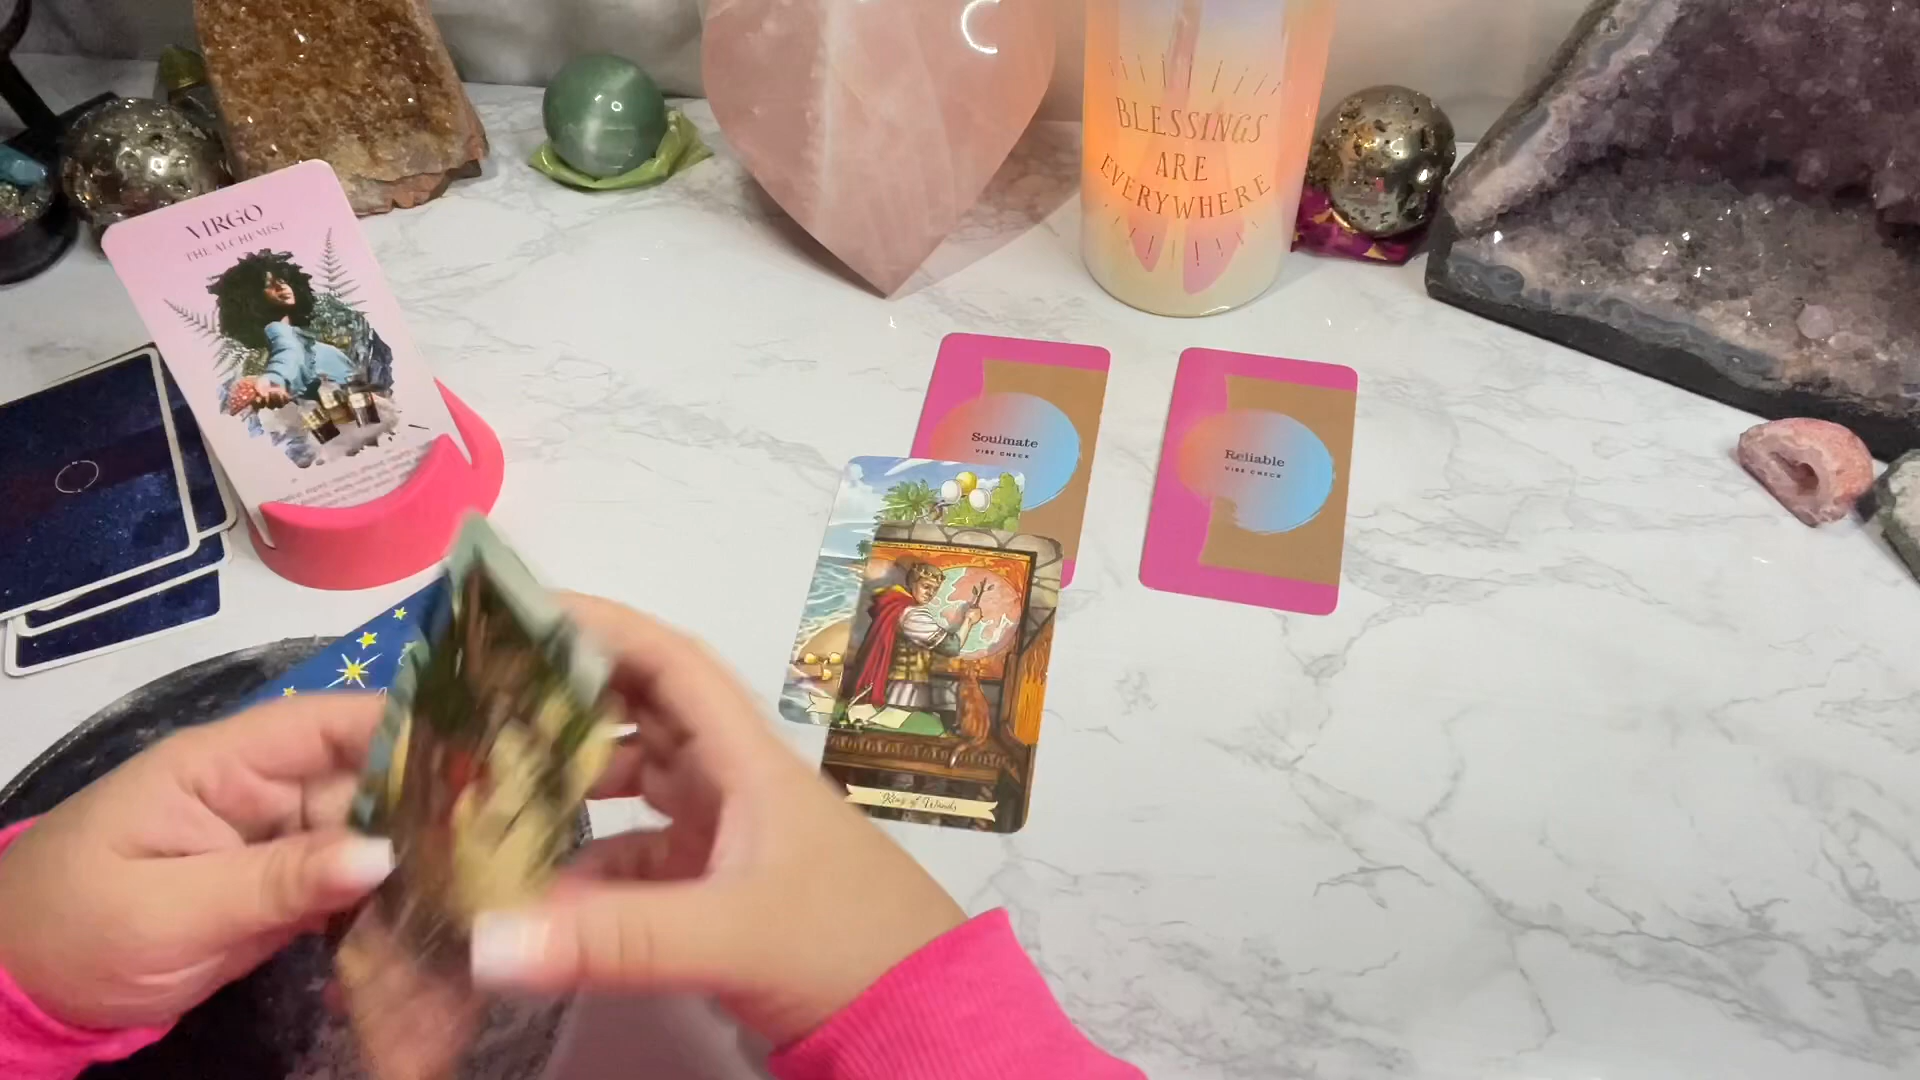 VIRGO
THE ALCHEMIST
BLESSINGS
ARE
EVERYWHERE
Soulmate
VIBE CHECK
Reliable
VIBE CHECK
King of Wands